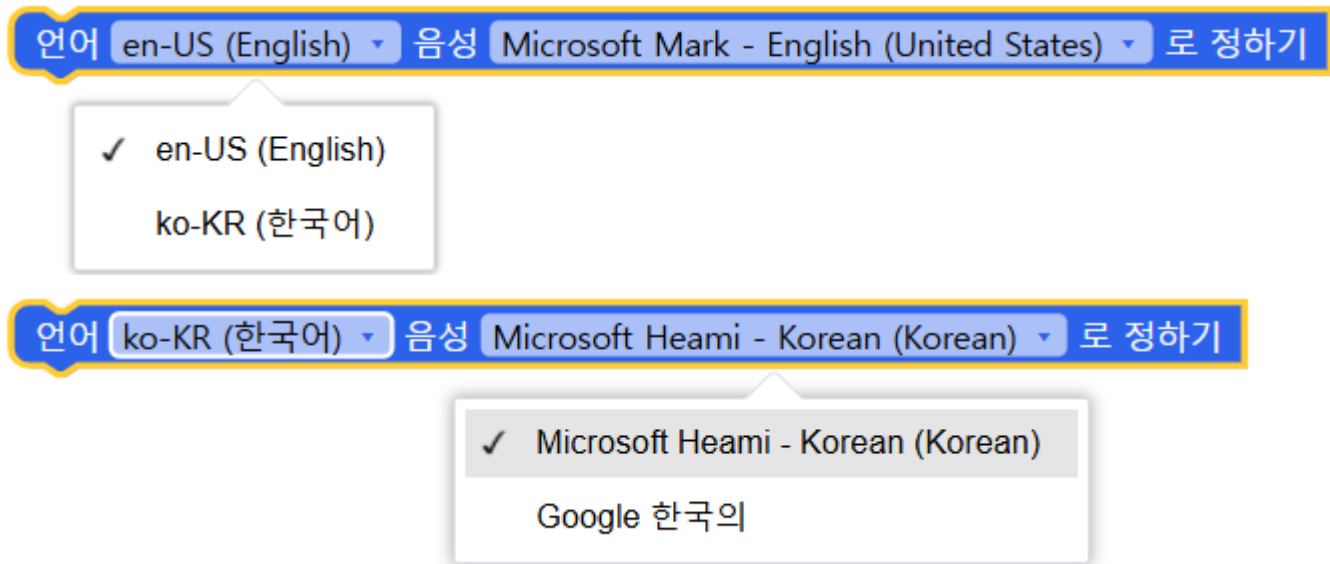 언어 en-US (English) 음성 Microsoft Mark - English (United States) 로 정하기
✓ en-US (English)
ko-KR (한국어)
언어 ko-KR (한국어) 음성 Microsoft Heami - Korean (Korean) 로 정하기
✓ Microsoft Heami - Korean (Korean)
Google 한국의